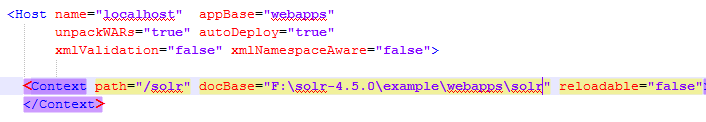 <Host name="localhost" appBase="webapps"
unpackWARs="true" autoDeploy="true"
xmlValidation="false" xmlNamespaceAware="false">
<Context path="/solr" docBase="F:\solr-4.5.0\example\webapps\solr" reloadable="false">
</Context>